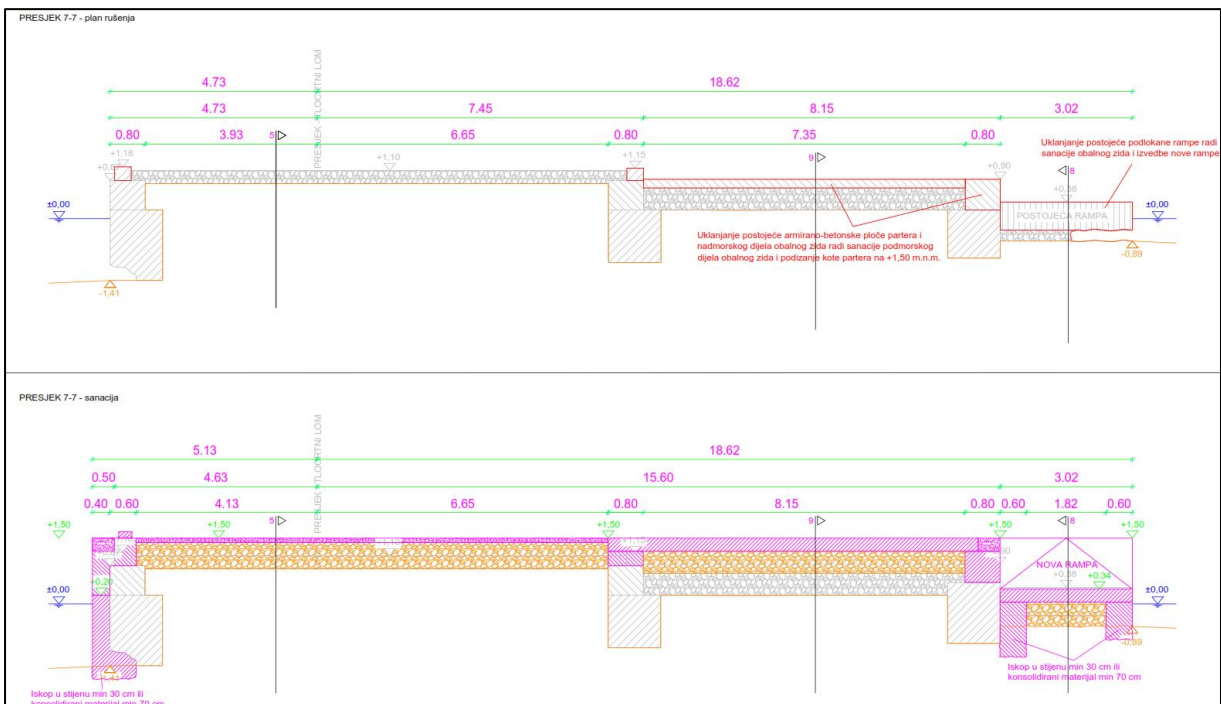 PRESJEK 7-7 - plan rušenja
PRESJEK - TLOCRTNI LOM
4.73 18.62
4.73 7.45 8.15 3.02
0.80 3.93 5 6.65 0.80 7.35 0.80
9
8
Uklanjanje postojeće podlokane rampe radi
sanacije obalnog zida i izvedbe nove rampe
+1,18 +1,10 +1,15 +0,90
+0,38
±0,00 ±0,00
POSTOJEĆA RAMPA
Uklanjanje postojeće armirano-betonske ploče partera i
nadmorskog dijela obalnog zida radi sanacije podmorskog
dijela obalnog zida i podizanje kote partera na +1,50 m.n.m.
-0,89
-1,41
PRESJEK 7-7 - sanacija
PRESJEK - TLOCRTNI LOM
5.13 18.62
0.50 4.63 15.60 3.02
0.40 0.60 4.13 6.65 0.80 8.15 0.80 0.60 1.82 0.60
+1,50 +1,50 5 +1,50 9 +1,50 8 +1,50
NOVA RAMPA
+0,20 +0,38 +0,34
±0,00 ±0,00
-0,89
-1,41
Iskop u stijenu min 30 cm ili
konsolidirani materijal min 70 cm
Iskop u stijenu min 30 cm ili
konsolidirani materijal min 70 cm